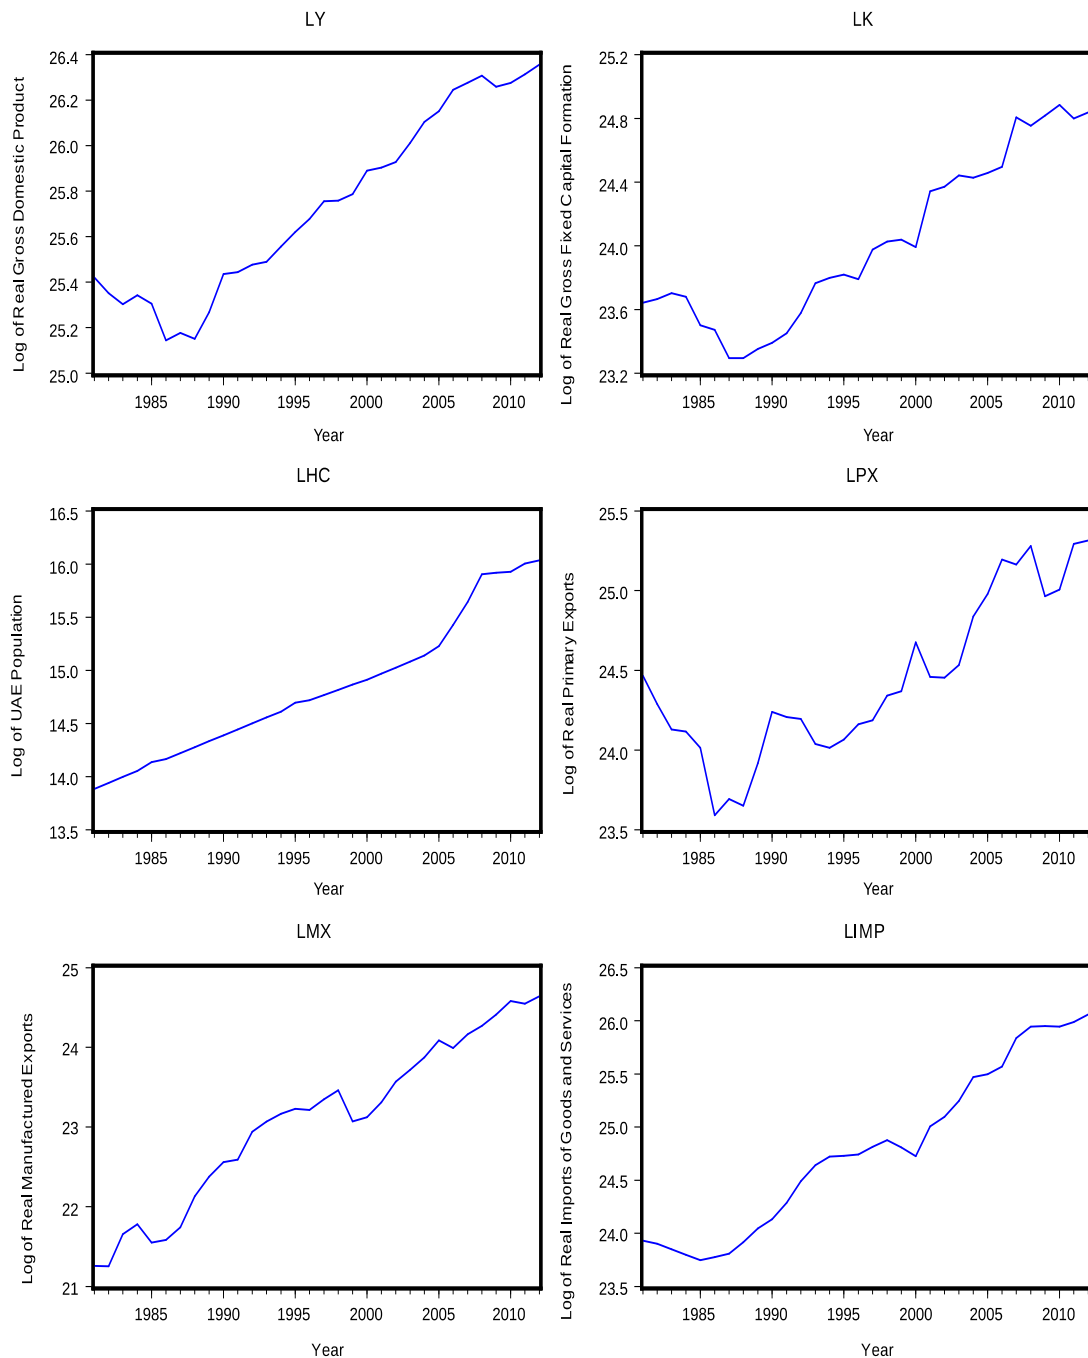 LY
Log of Real Gross Domestic Product
26.4
26.2
26.0
25.8
25.6
25.4
25.2
25.0
1985 1990 1995 2000 2005 2010
Year
LK
Log of Real Gross Fixed Capital Formation
25.2
24.8
24.4
24.0
23.6
23.2
1985 1990 1995 2000 2005 2010
Year
LHC
Log of UAE Population
16.5
16.0
15.5
15.0
14.5
14.0
13.5
1985 1990 1995 2000 2005 2010
Year
LPX
Log of Real Primary Exports
25.5
25.0
24.5
24.0
23.5
1985 1990 1995 2000 2005 2010
Year
LMX
Log of Real Manufactured Exports
25
24
23
22
21
1985 1990 1995 2000 2005 2010
Year
LIMP
Log of Real Imports of Goods and Services
26.5
26.0
25.5
25.0
24.5
24.0
23.5
1985 1990 1995 2000 2005 2010
Year